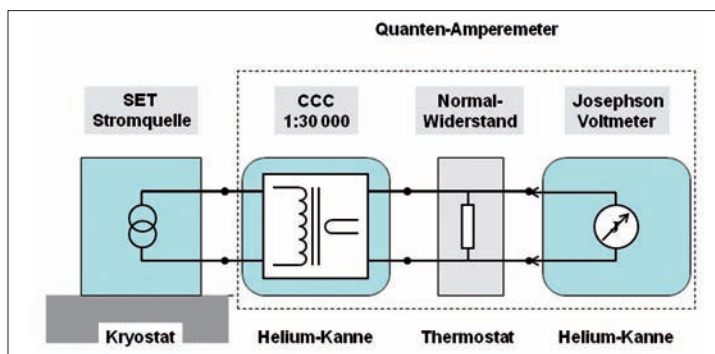 Quanten-Amperemeter
SET
Stromquelle
CCC
1:30 000
Normal-
Widerstand
Josephson
Voltmeter
Kryostat
Helium-Kanne
Thermostat
Helium-Kanne